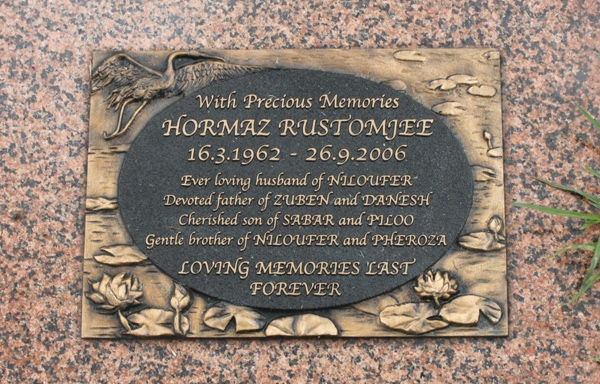 With Precious Memories
HORMAZ RUSTOMJEE
16.3.1962 - 26.9.2006
Ever loving husband of NILOUFER
Devoted father of ZUBEN and DANESH
Cherished son of SABAR and PILOO
Gentle brother of NILOUFER and PHEROZA
LOVING MEMORIES LAST
FOREVER